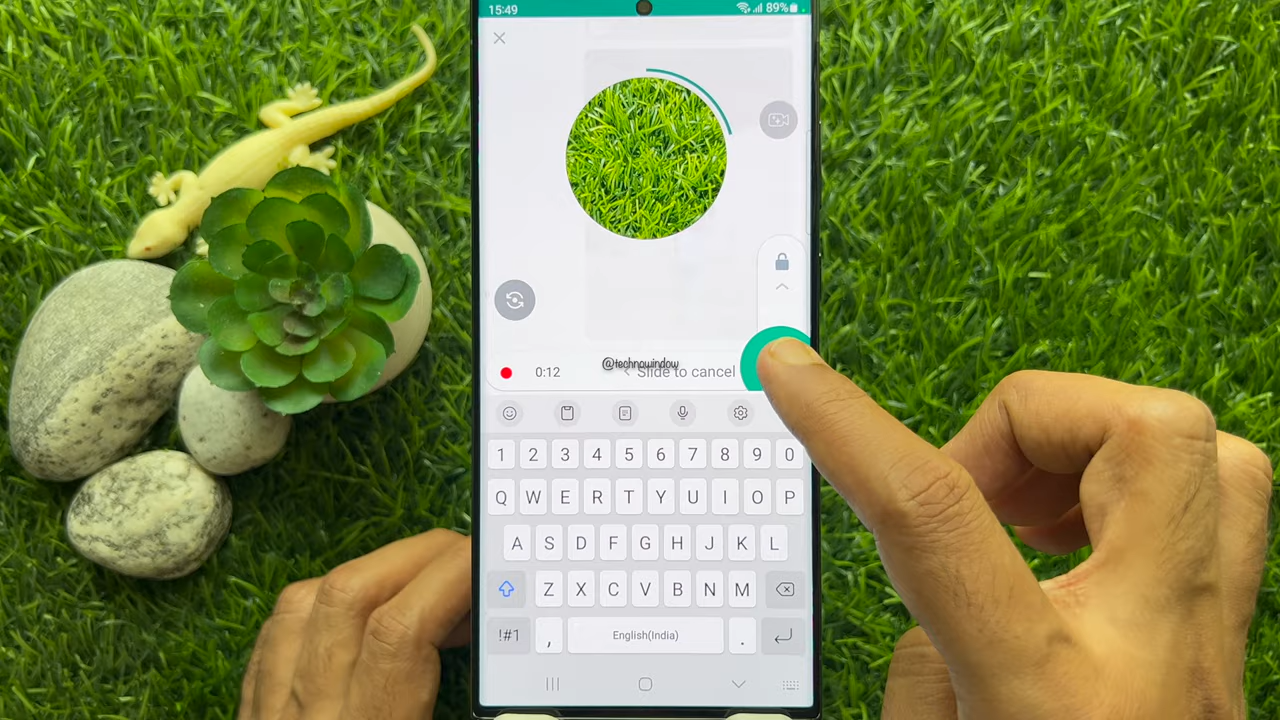 15:49
89%
@technowindow
0:12
< Slide to cancel
1 2 3 4 5 6 7 8 9 0
Q W E R T Y U I O P
A S D F G H J K L
Z X C V B N M
!#1 , English(India) .